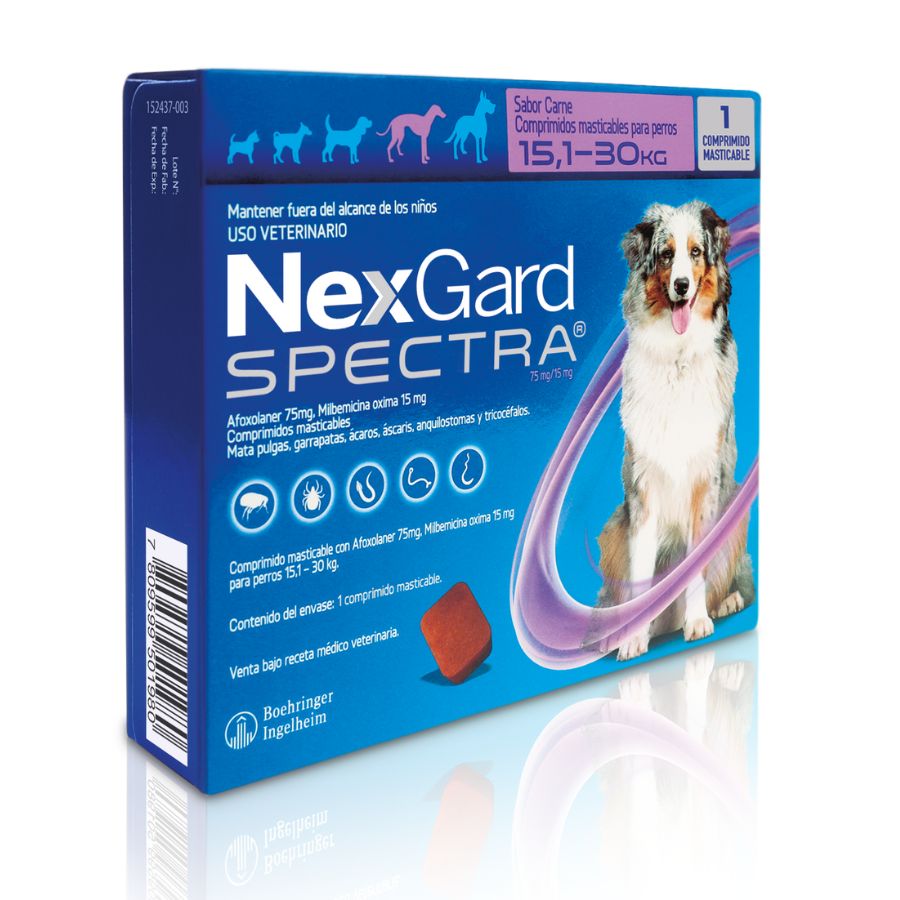 152437-003
Lote N°:
Fecha de Fab.:
Fecha de Exp.:
Sabor Carne
Comprimidos masticables para perros
15,1–30KG
1
COMPRIMIDO
MASTICABLE
Mantener fuera del alcance de los niños
USO VETERINARIO
NexGard
SPECTRA®
75 mg/15 mg
Afoxolaner 75mg, Milbemicina oxima 15 mg
Comprimidos masticables
Mata pulgas, garrapatas, ácaros, áscaris, anquilostomas y tricocéfalos.
Comprimido masticable con Afoxolaner 75mg, Milbemicina oxima 15 mg
para perros 15,1 – 30 kg.
Contenido del envase: 1 comprimido masticable.
Venta bajo receta médico veterinaria.
Boehringer
Ingelheim
7 809599 501980